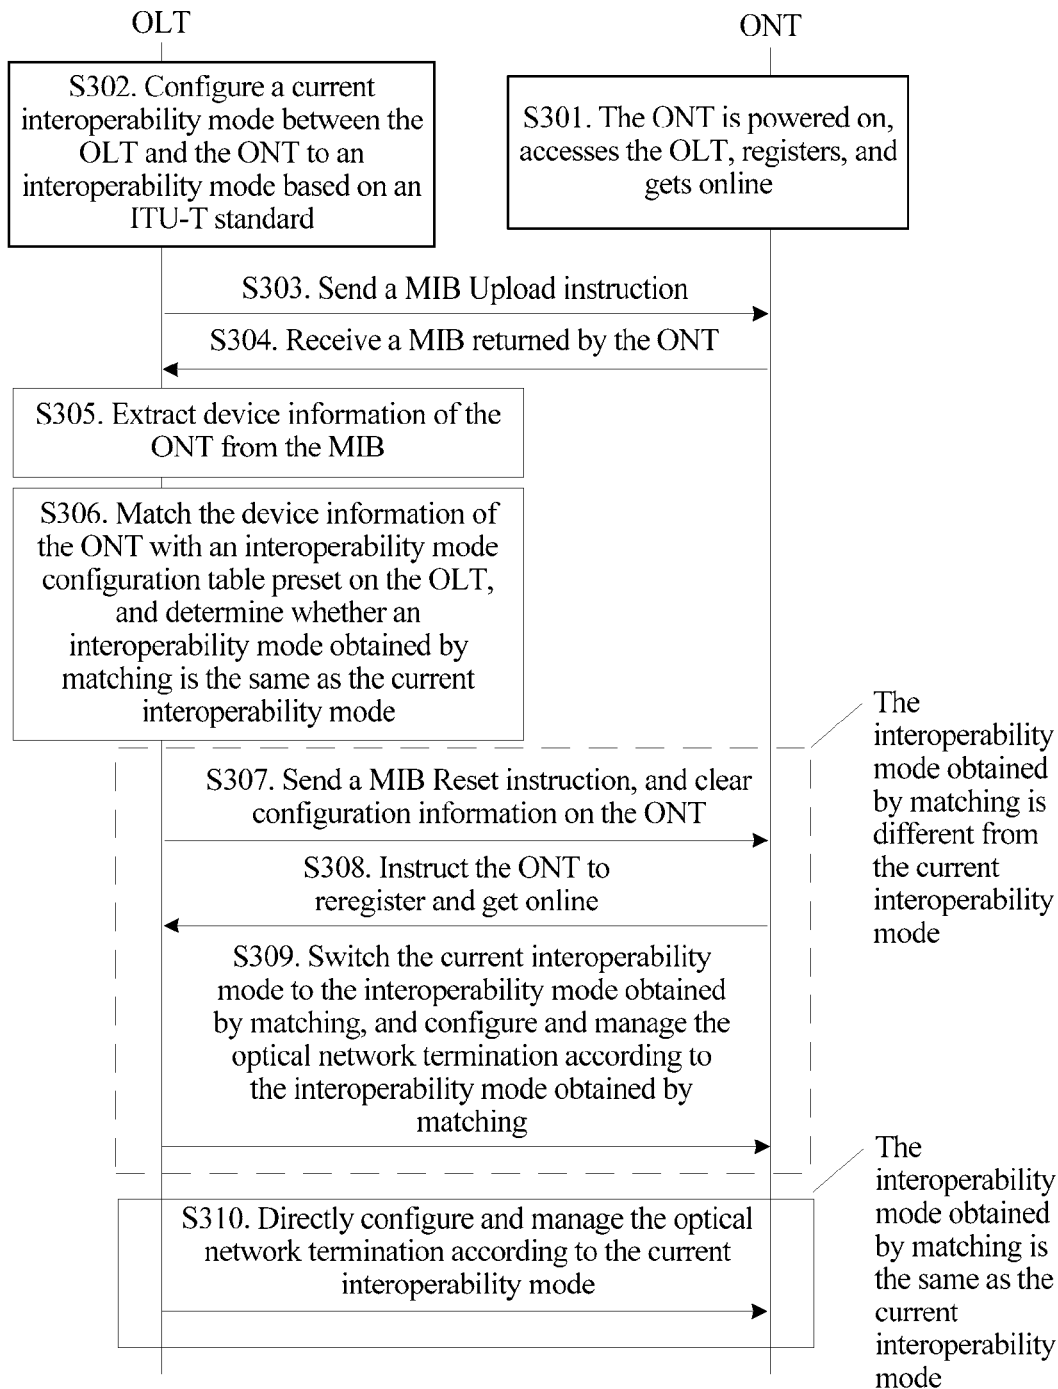 OLT
ONT
S302. Configure a current
interoperability mode between the
OLT and the ONT to an
interoperability mode based on an
ITU-T standard
S301. The ONT is powered on,
accesses the OLT, registers, and
gets online
S303. Send a MIB Upload instruction
S304. Receive a MIB returned by the ONT
S305. Extract device information of the
ONT from the MIB
S306. Match the device information of
the ONT with an interoperability mode
configuration table preset on the OLT,
and determine whether an
interoperability mode obtained by
matching is the same as the current
interoperability mode
The
interoperability
mode obtained
by matching is
different from
the current
interoperability
mode
S307. Send a MIB Reset instruction, and clear
configuration information on the ONT
S308. Instruct the ONT to
reregister and get online
S309. Switch the current interoperability
mode to the interoperability mode obtained
by matching, and configure and manage the
optical network termination according to
the interoperability mode obtained by
matching
The
interoperability
mode obtained
by matching is
the same as the
current
interoperability
mode
S310. Directly configure and manage the optical
network termination according to the current
interoperability mode